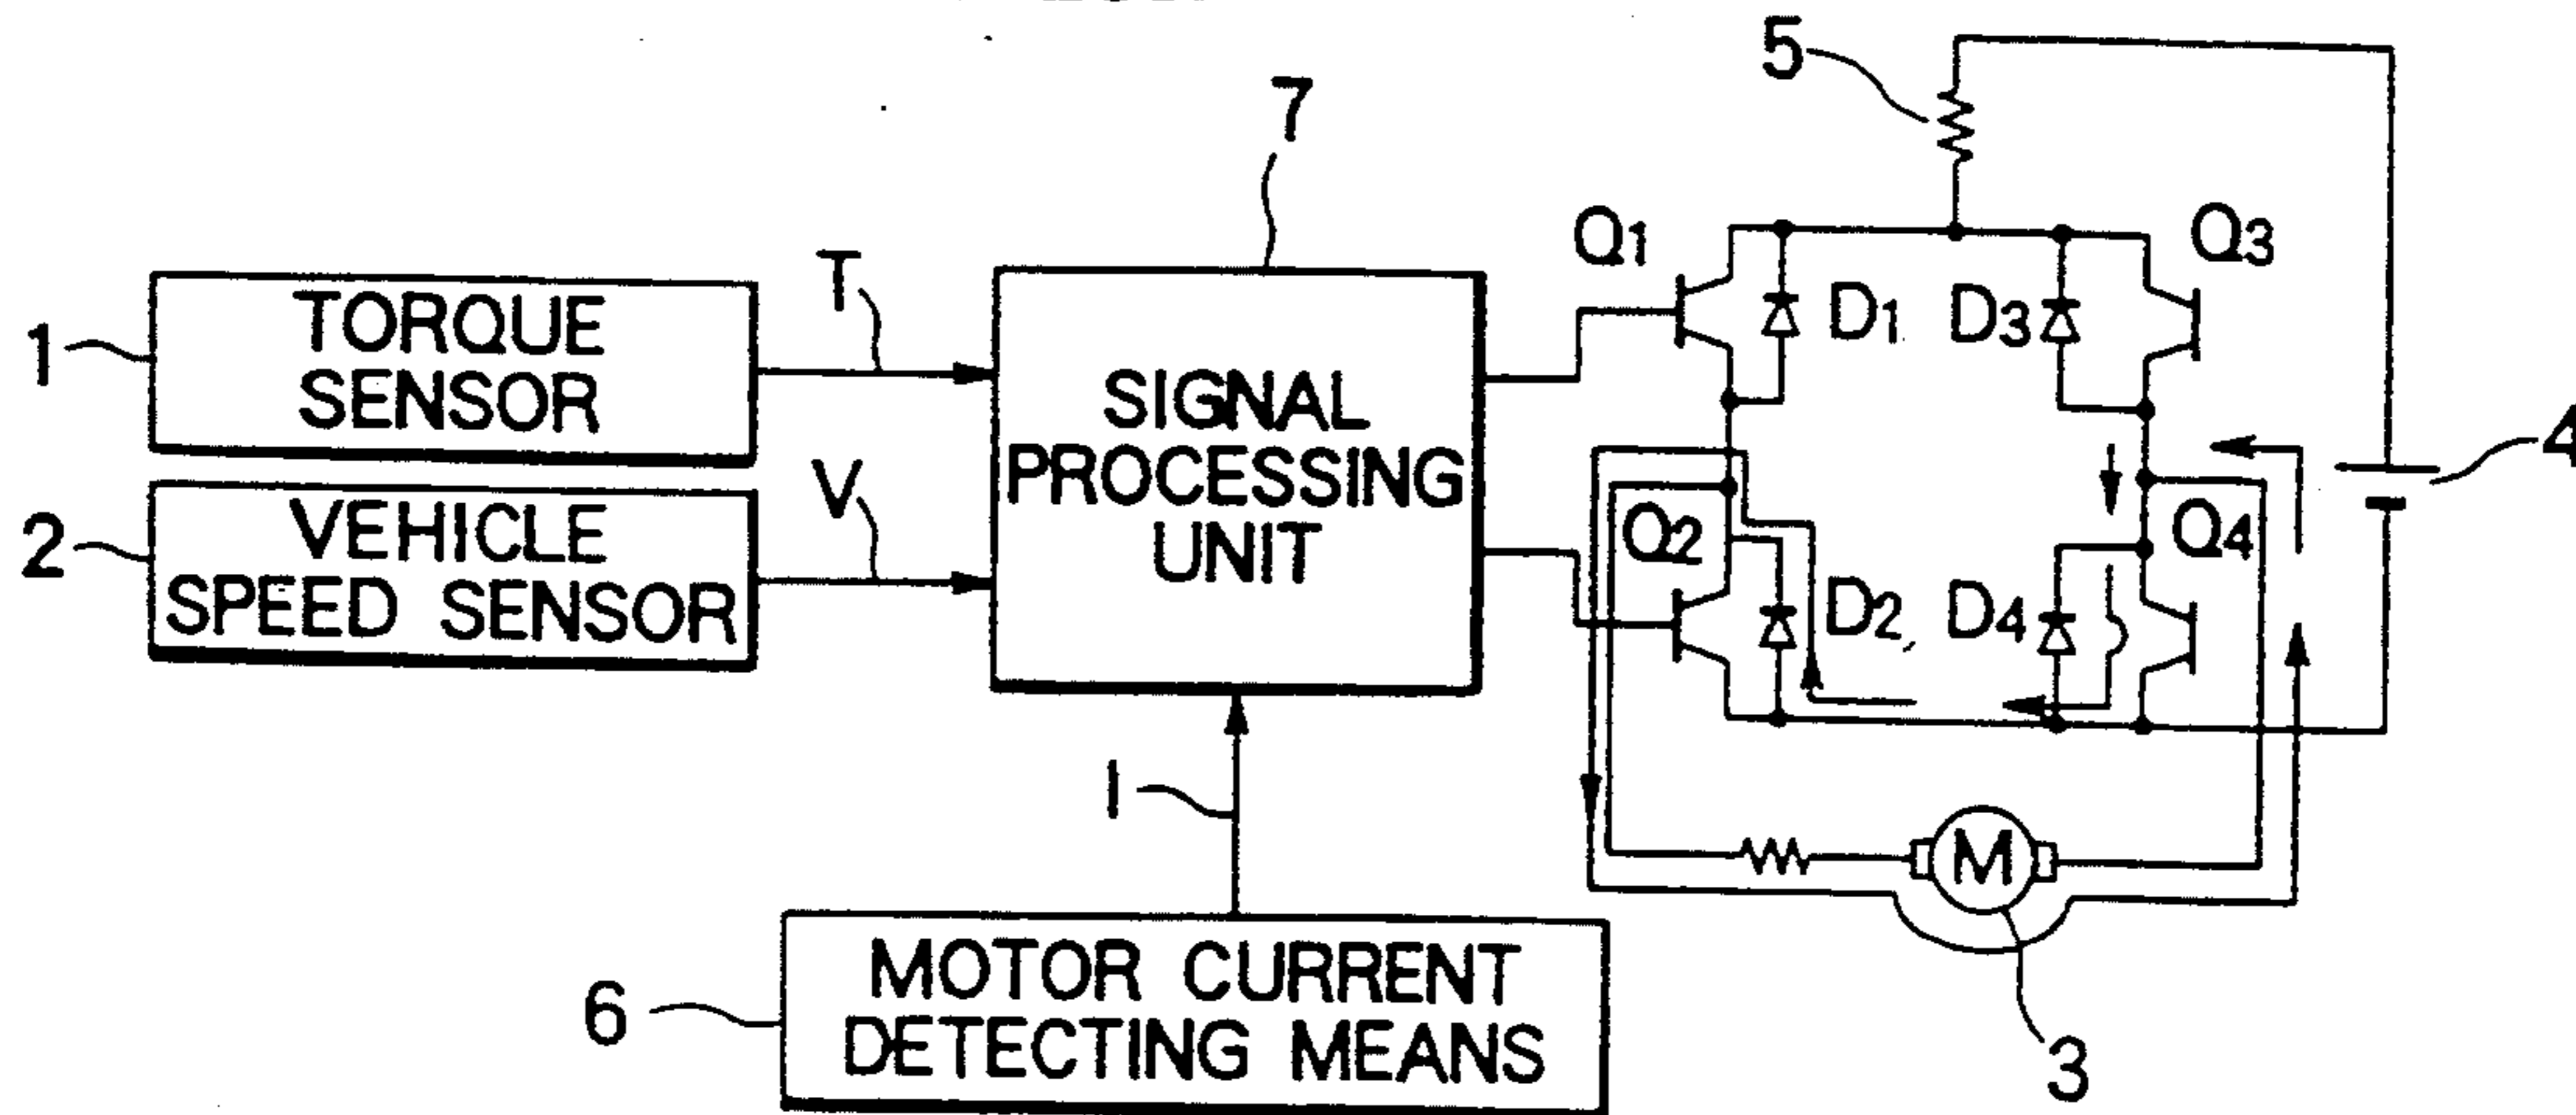 5
7
Q1
Q3
T
D1
D3
1
TORQUE
SENSOR
SIGNAL
PROCESSING
UNIT
4
V
2
VEHICLE
SPEED SENSOR
Q2
Q4
D2
D4
I
M
6
MOTOR CURRENT
DETECTING MEANS
3